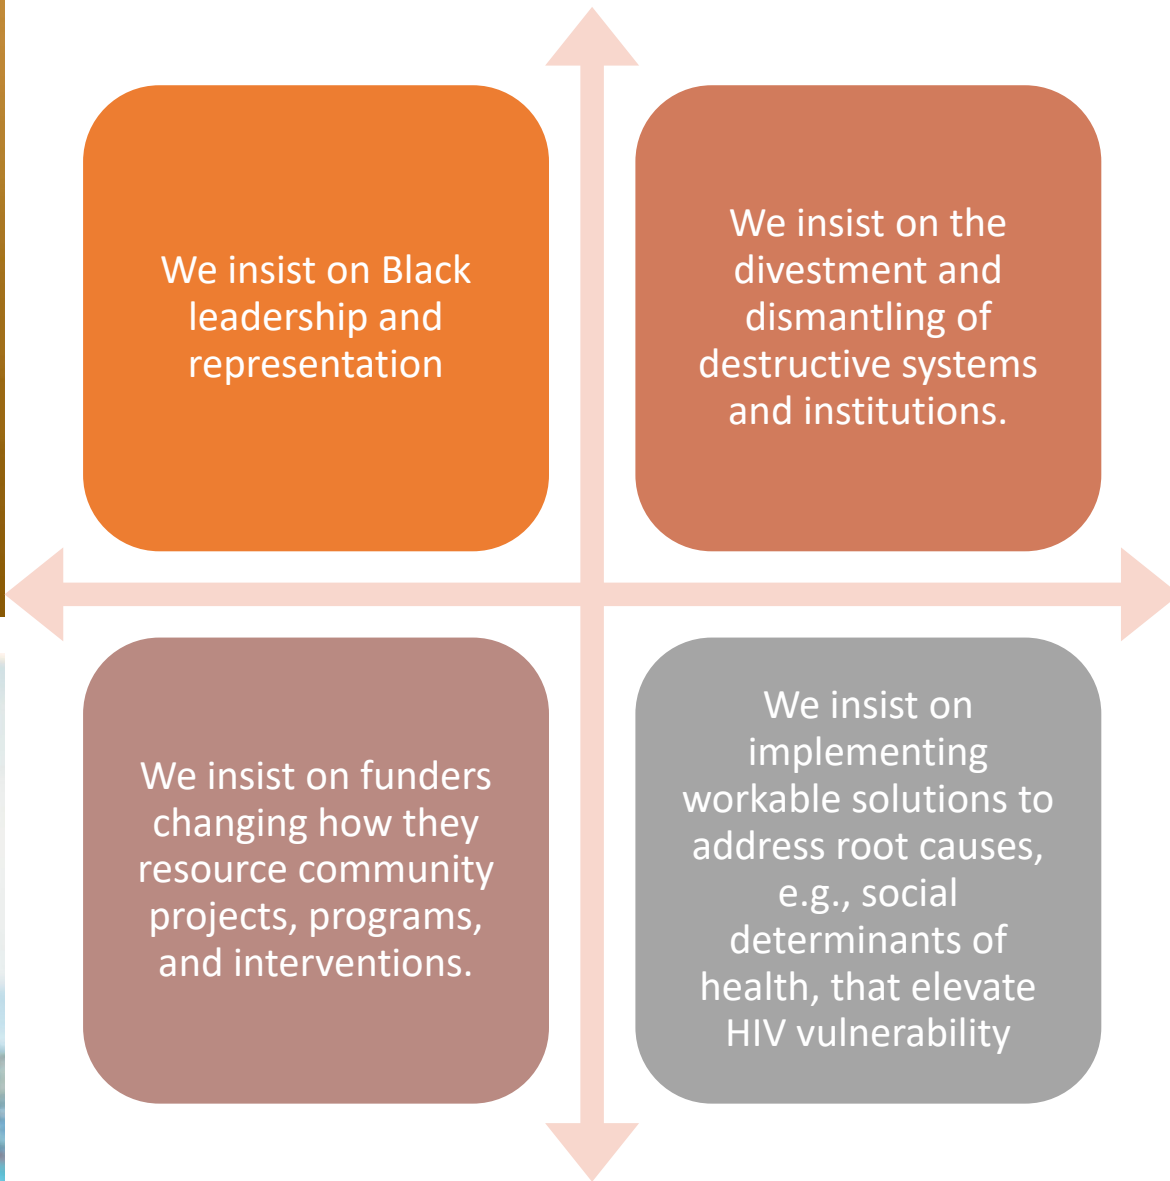 We insist on Black
leadership and
representation
We insist on the
divestment and
dismantling of
destructive systems
and institutions.
We insist on funders
changing how they
resource community
projects, programs,
and interventions.
We insist on
implementing
workable solutions to
address root causes,
e.g., social
determinants of
health, that elevate
HIV vulnerability